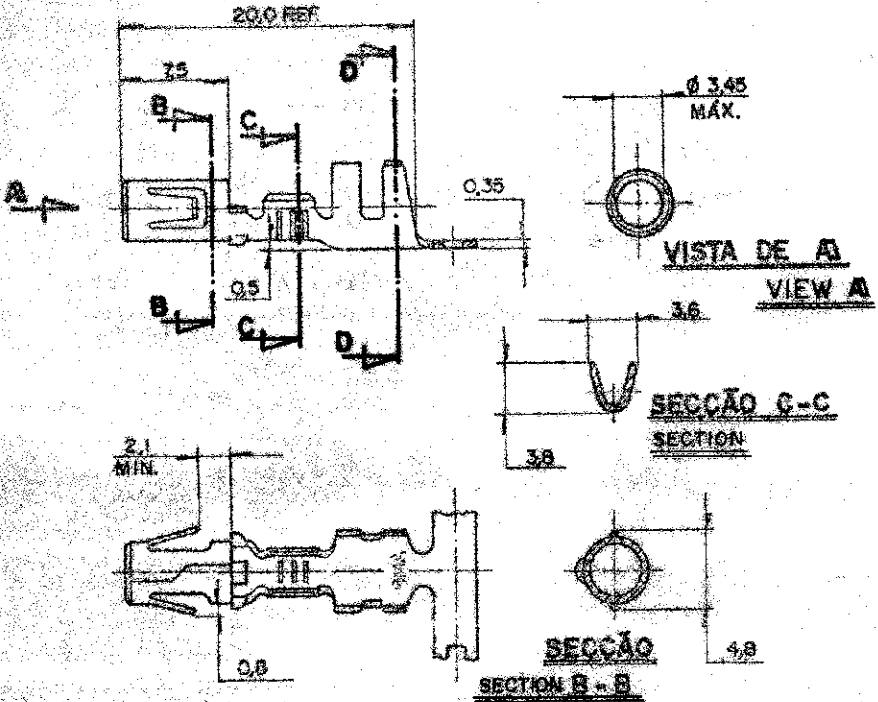 20,0 REF.
7,5
D
B
C
Ø 3,45
MÁX.
A
0,35
VISTA DE A
VIEW A
0,5
B
C
D
3,6
SECÇÃO C-C
SECTION
3,8
2,1
MIN.
0,8
SECÇÃO
SECTION B-B
4,8